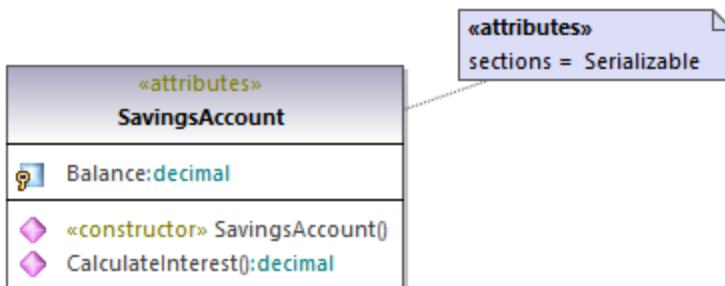 «attributes»
sections = Serializable
«attributes»
SavingsAccount
Balance:decimal
«constructor» SavingsAccount()
CalculateInterest():decimal